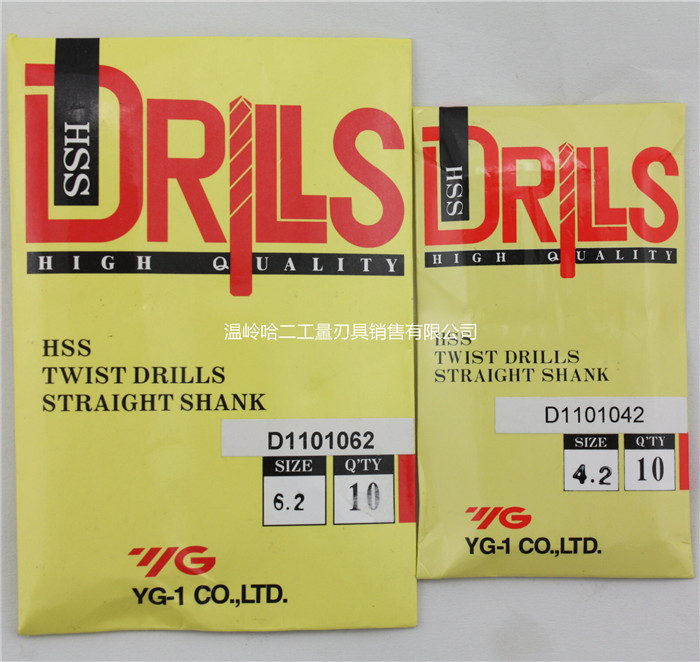 DRILLS
HSS
HIGH QUALITY
HSS
TWIST DRILLS
STRAIGHT SHANK
D1101062
SIZE Q'TY
6.2 10
YG
YG-1 CO.,LTD.
DRILLS
HSS
HIGH QUALITY
HSS
TWIST DRILLS
STRAIGHT SHANK
D1101042
SIZE Q'TY
4.2 10
YG
YG-1 CO.,LTD.
温岭哈二工量刃具销售有限公司